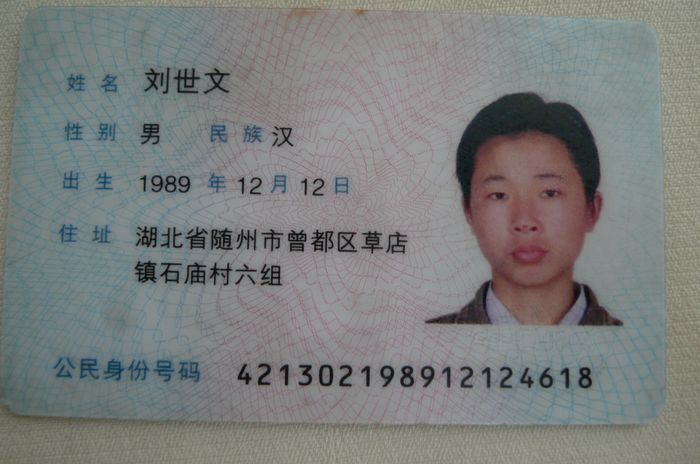 姓名 刘世文
性别 男 民族 汉
出生 1989 年 12 月 12 日
住址 湖北省随州市曾都区草店
镇石庙村六组
公民身份号码 421302198912124618